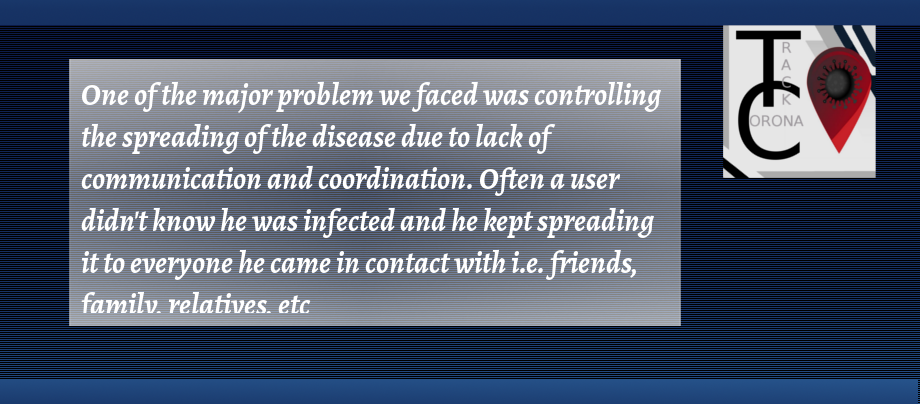 One of the major problem we faced was controlling
the spreading of the disease due to lack of
communication and coordination. Often a user
didn't know he was infected and he kept spreading
it to everyone he came in contact with i.e. friends,
family, relatives, etc
TRACK
CORONA